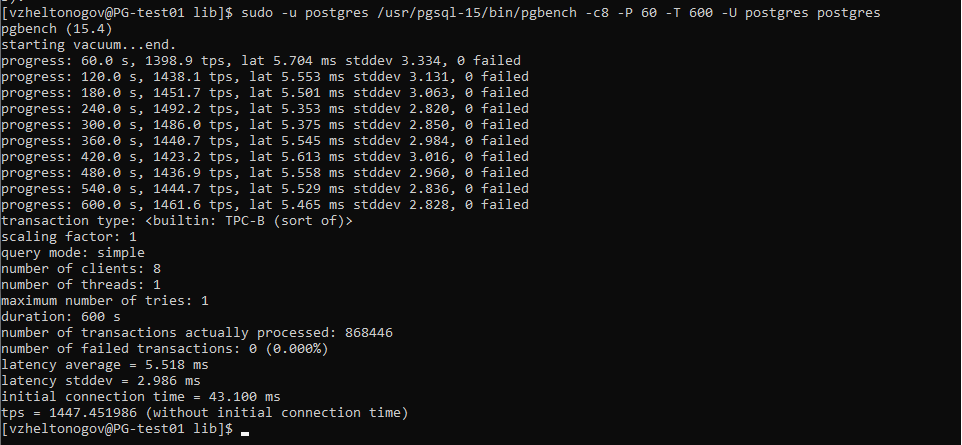 [vzheltonogov@PG-test01 lib]$ sudo -u postgres /usr/pgsql-15/bin/pgbench -c8 -P 60 -T 600 -U postgres postgres
pgbench (15.4)
starting vacuum...end.
progress: 60.0 s, 1398.9 tps, lat 5.704 ms stddev 3.334, 0 failed
progress: 120.0 s, 1438.1 tps, lat 5.553 ms stddev 3.131, 0 failed
progress: 180.0 s, 1451.7 tps, lat 5.501 ms stddev 3.063, 0 failed
progress: 240.0 s, 1492.2 tps, lat 5.353 ms stddev 2.820, 0 failed
progress: 300.0 s, 1486.0 tps, lat 5.375 ms stddev 2.850, 0 failed
progress: 360.0 s, 1440.7 tps, lat 5.545 ms stddev 2.984, 0 failed
progress: 420.0 s, 1423.2 tps, lat 5.613 ms stddev 3.016, 0 failed
progress: 480.0 s, 1436.9 tps, lat 5.558 ms stddev 2.960, 0 failed
progress: 540.0 s, 1444.7 tps, lat 5.529 ms stddev 2.836, 0 failed
progress: 600.0 s, 1461.6 tps, lat 5.465 ms stddev 2.828, 0 failed
transaction type: <builtin: TPC-B (sort of)>
scaling factor: 1
query mode: simple
number of clients: 8
number of threads: 1
maximum number of tries: 1
duration: 600 s
number of transactions actually processed: 868446
number of failed transactions: 0 (0.000%)
latency average = 5.518 ms
latency stddev = 2.986 ms
initial connection time = 43.100 ms
tps = 1447.451986 (without initial connection time)
[vzheltonogov@PG-test01 lib]$